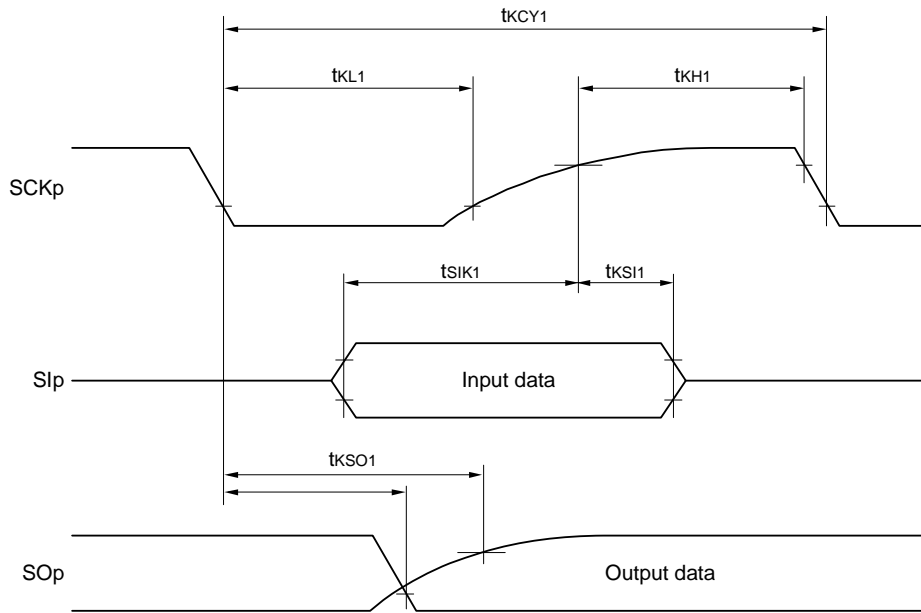 tKCY1
tKL1
tKH1
SCKp
tSIK1
tKSI1
SIp
Input data
tKSO1
SOp
Output data